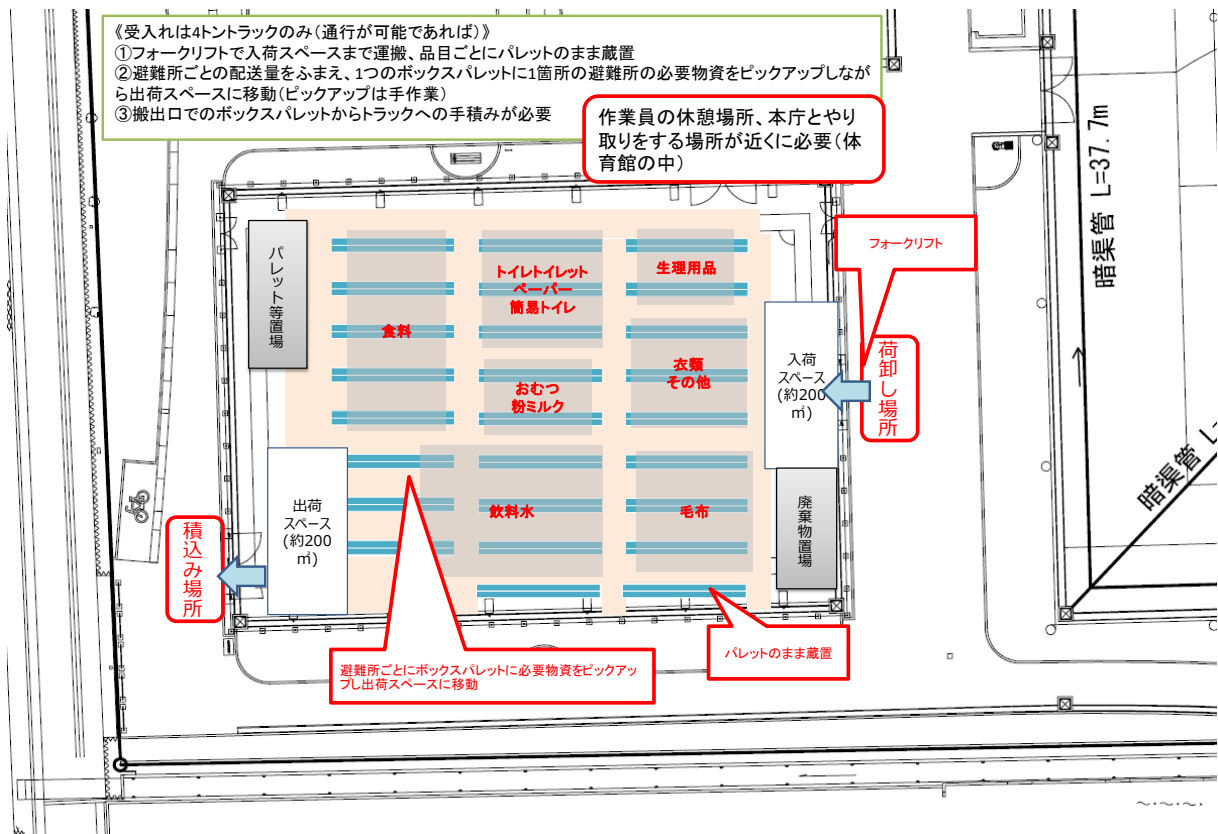 《受入れは4トントラックのみ(通行が可能であれば)》
①フォークリフトで入荷スペースまで運搬、品目ごとにパレットのまま蔵置
②避難所ごとの配送量をふまえ、1つのボックスパレットに1箇所の避難所の必要物資をピックアップしなが
ら出荷スペースに移動(ピックアップは手作業)
③搬出口でのボックスパレットからトラックへの手積みが必要
作業員の休憩場所、本庁とやり
取りをする場所が近くに必要(体
育館の中)
暗渠管 L=37.7m
フォークリフト
パレット等置場
トイレトイレット
ペーパー
簡易トイレ
生理用品
食料
衣類
その他
おむつ
粉ミルク
入荷
スペース
(約200
㎡)
荷卸し場所
暗渠管 L
出荷
スペース
(約200
㎡)
飲料水
毛布
廃棄物置場
積込み場所
避難所ごとにボックスパレットに必要物資をピックアッ
プし出荷スペースに移動
パレットのまま蔵置